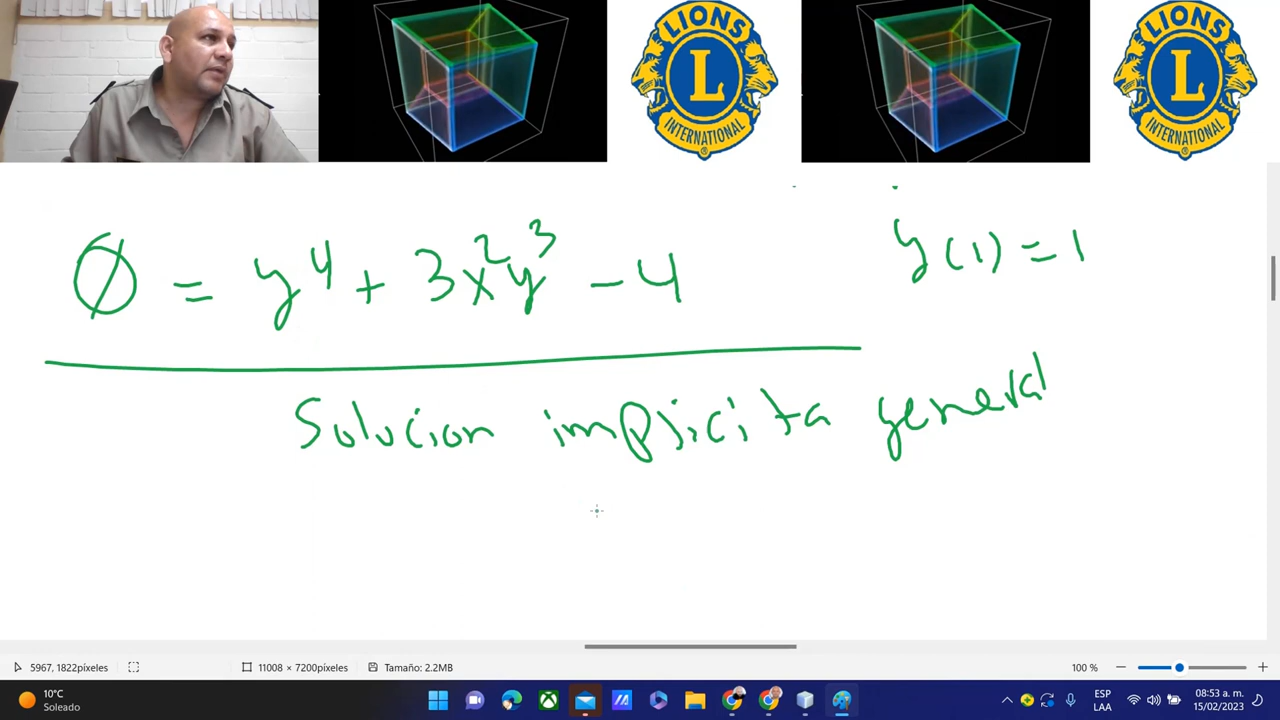 LIONS
L
INTERNATIONAL
®
LIONS
L
INTERNATIONAL
®
Ø = y⁴ + 3x²y³ - 4
y(1) = 1
Solucion implicita general
5967, 1822píxeles
11008 × 7200píxeles
Tamaño: 2.2MB
100 %
10°C
Soleado
ESP
LAA
08:53 a. m.
15/02/2023